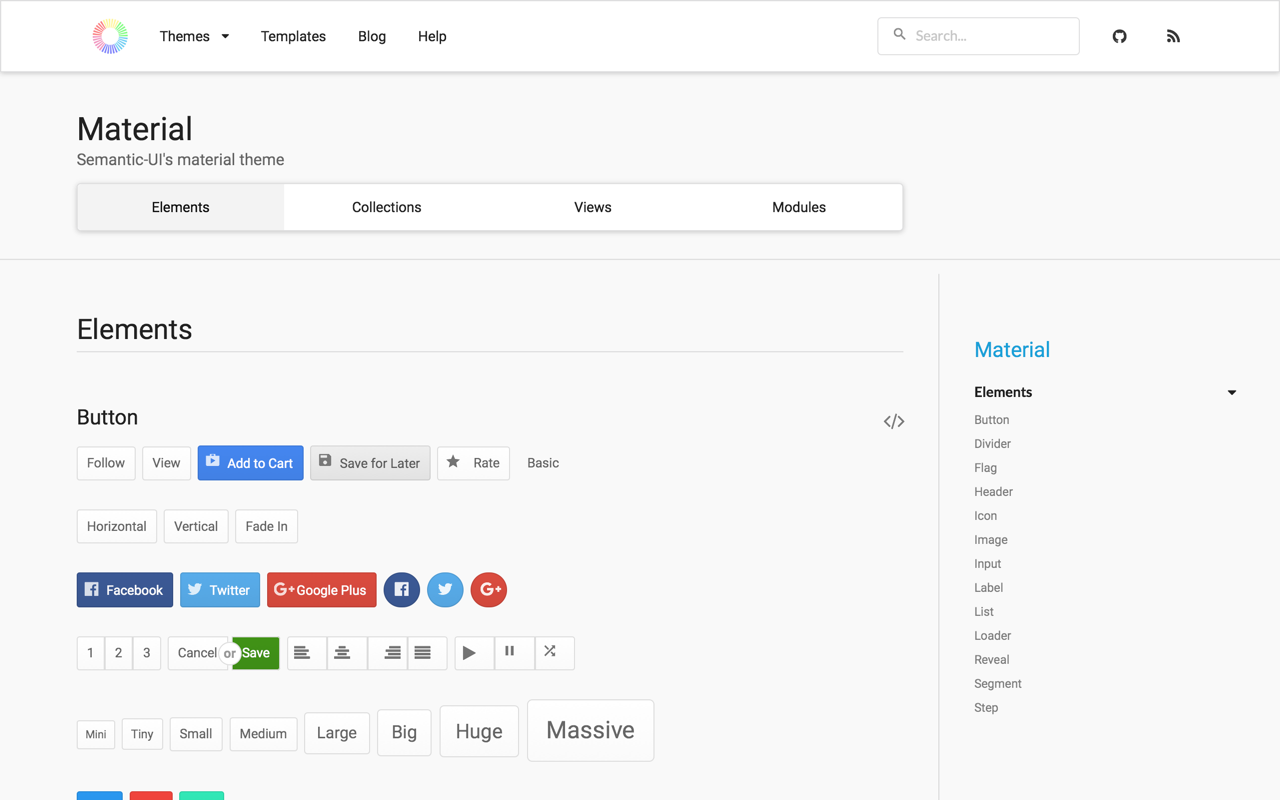 Themes Templates Blog Help Search...
Material
Semantic-UI's material theme
Elements Collections Views Modules
Elements
Button
Follow View Add to Cart Save for Later Rate Basic
Horizontal Vertical Fade In
Facebook Twitter Google Plus
1 2 3 Cancel or Save
Mini Tiny Small Medium Large Big Huge Massive
Material
Elements
Button
Divider
Flag
Header
Icon
Image
Input
Label
List
Loader
Reveal
Segment
Step